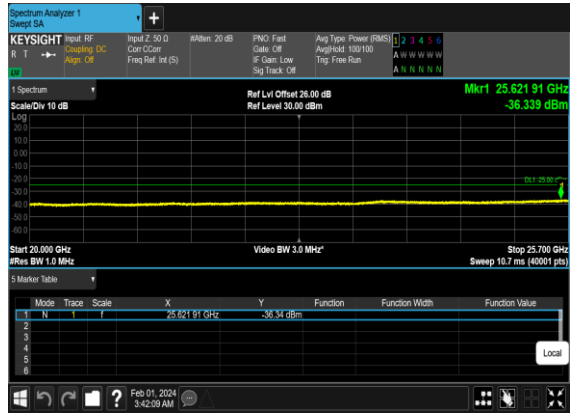 Spectrum Analyzer 1
Swept SA
+
KEYSIGHT Input: RF Input Z: 50 Ω #Atten: 20 dB PNO: Fast Avg Type: Power (RMS) 1 2 3 4 5 6
R T Coupling: DC Corr CCorr Gate: Off Avg|Hold: 100/100 A W W W W W
Align: Off Freq Ref: Int (S) IF Gain: Low Trig: Free Run
Sig Track: Off A N N N N N
1 Spectrum
Ref Lvl Offset 26.00 dB Mkr1 25.621 91 GHz
Scale/Div 10 dB Ref Level 30.00 dBm -36.339 dBm
Log
20.0
10.0
0.00
-10.0
-20.0
DL1 -25.00
-30.0
-40.0
-50.0
-60.0
Start 20.000 GHz Video BW 3.0 MHz* Stop 25.700 GHz
#Res BW 1.0 MHz Sweep 10.7 ms (40001 pts)
5 Marker Table
Mode Trace Scale X Y Function Function Width Function Value
1 N 1 f 25.621 91 GHz -36.34 dBm
2
3
4
5
6
Local
? Feb 01, 2024
3:42:09 AM